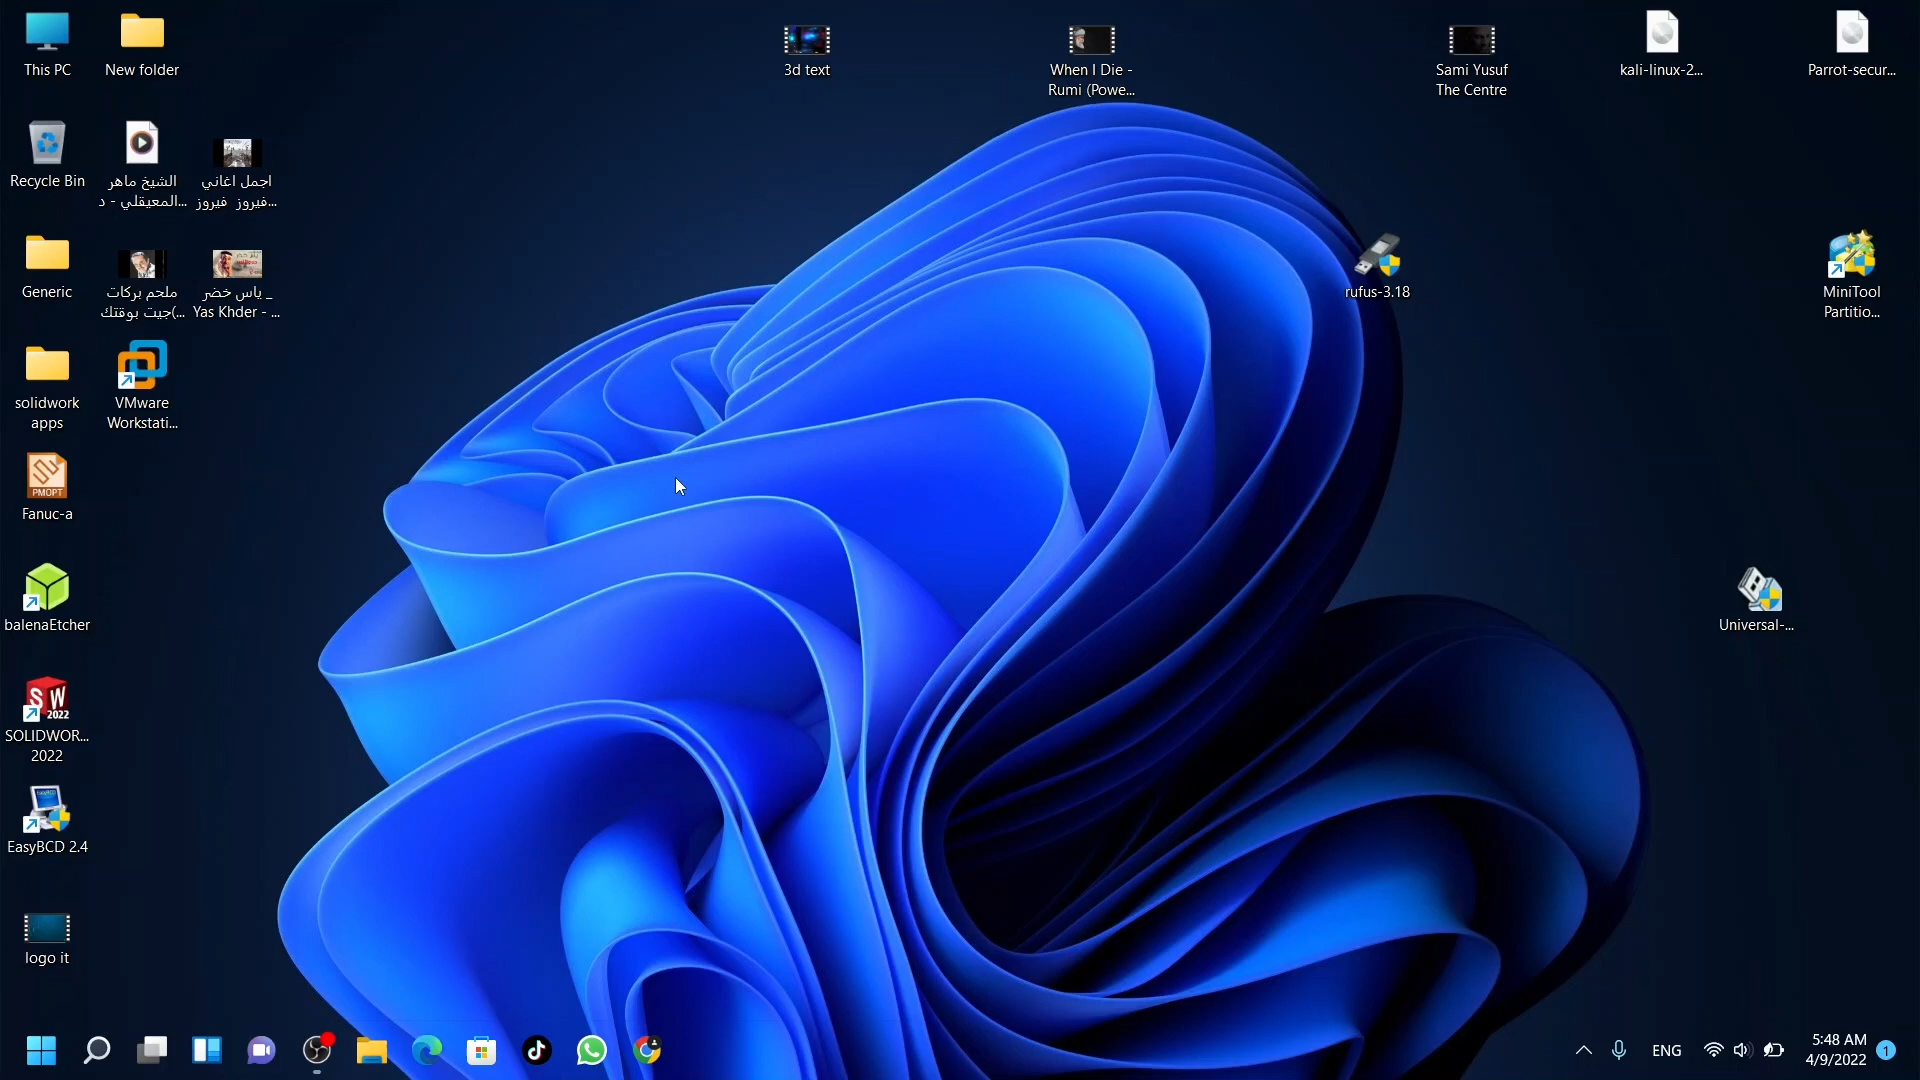 This PC
New folder
3d text
When I Die -
Rumi (Powe...
Sami Yusuf
The Centre
kali-linux-2...
Parrot-secur...
Recycle Bin
الشيخ ماهر
المعيقلي - د...
اجمل اغاني
فيروز فيروز...
Generic
ملحم بركات
جيت بوقتك(...
ياس خضر _
Yas Khder - ...
rufus-3.18
MiniTool
Partitio...
solidwork
apps
VMware
Workstati...
PMOPT
Fanuc-a
balenaEtcher
Universal-...
SW
2022
SOLIDWOR...
2022
EasyBCD 2.4
logo it
ENG
5:48 AM
4/9/2022
1